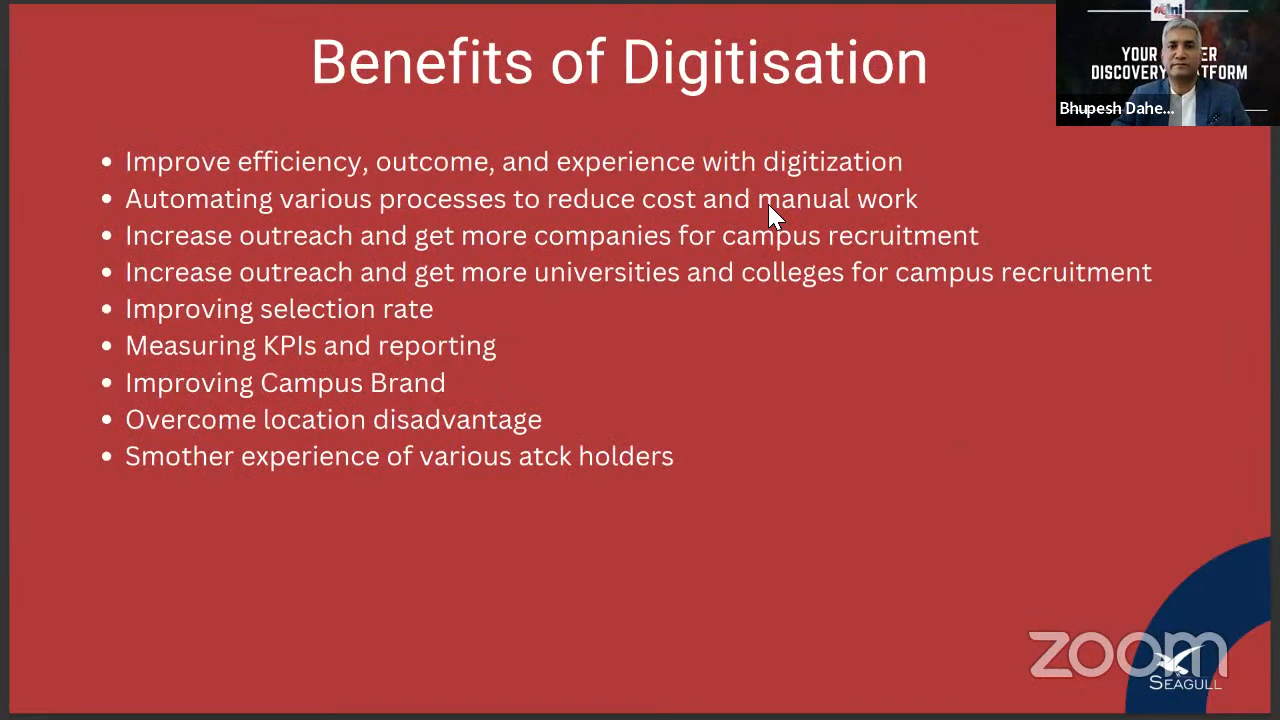 Benefits of Digitisation
• Improve efficiency, outcome, and experience with digitization
• Automating various processes to reduce cost and manual work
• Increase outreach and get more companies for campus recruitment
• Increase outreach and get more universities and colleges for campus recruitment
• Improving selection rate
• Measuring KPIs and reporting
• Improving Campus Brand
• Overcome location disadvantage
• Smother experience of various atck holders
YOUR
DISCOVERY
Bhupesh Dahe...
zoom
SEAGULL